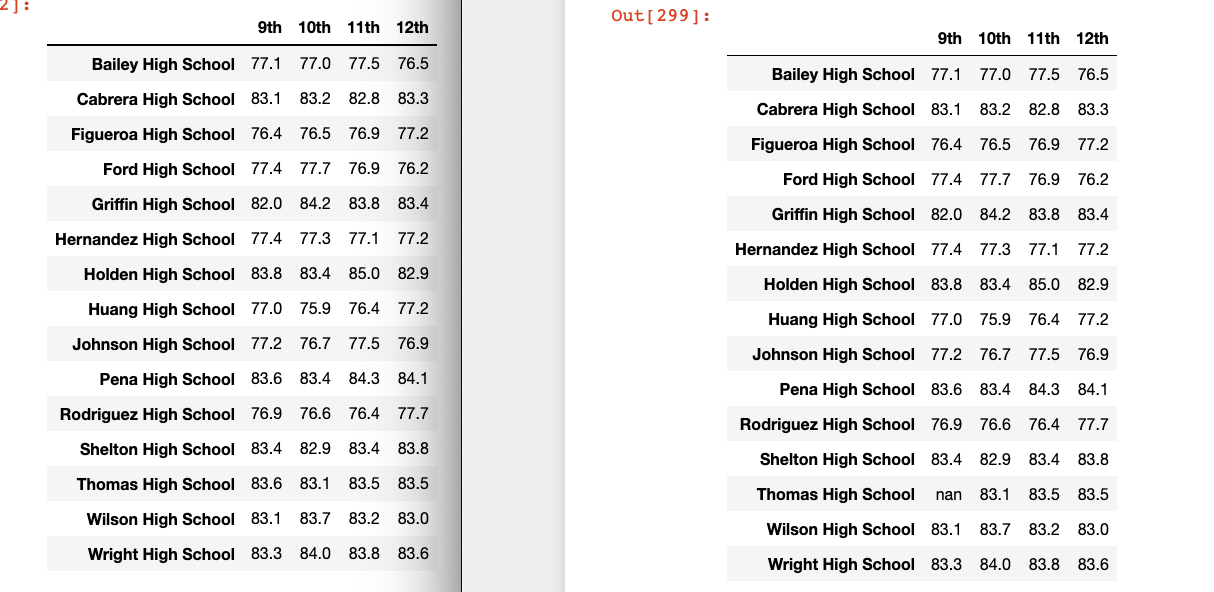 2]:
9th 10th 11th 12th
Bailey High School 77.1 77.0 77.5 76.5
Cabrera High School 83.1 83.2 82.8 83.3
Figueroa High School 76.4 76.5 76.9 77.2
Ford High School 77.4 77.7 76.9 76.2
Griffin High School 82.0 84.2 83.8 83.4
Hernandez High School 77.4 77.3 77.1 77.2
Holden High School 83.8 83.4 85.0 82.9
Huang High School 77.0 75.9 76.4 77.2
Johnson High School 77.2 76.7 77.5 76.9
Pena High School 83.6 83.4 84.3 84.1
Rodriguez High School 76.9 76.6 76.4 77.7
Shelton High School 83.4 82.9 83.4 83.8
Thomas High School 83.6 83.1 83.5 83.5
Wilson High School 83.1 83.7 83.2 83.0
Wright High School 83.3 84.0 83.8 83.6
Out[299]:
9th 10th 11th 12th
Bailey High School 77.1 77.0 77.5 76.5
Cabrera High School 83.1 83.2 82.8 83.3
Figueroa High School 76.4 76.5 76.9 77.2
Ford High School 77.4 77.7 76.9 76.2
Griffin High School 82.0 84.2 83.8 83.4
Hernandez High School 77.4 77.3 77.1 77.2
Holden High School 83.8 83.4 85.0 82.9
Huang High School 77.0 75.9 76.4 77.2
Johnson High School 77.2 76.7 77.5 76.9
Pena High School 83.6 83.4 84.3 84.1
Rodriguez High School 76.9 76.6 76.4 77.7
Shelton High School 83.4 82.9 83.4 83.8
Thomas High School nan 83.1 83.5 83.5
Wilson High School 83.1 83.7 83.2 83.0
Wright High School 83.3 84.0 83.8 83.6